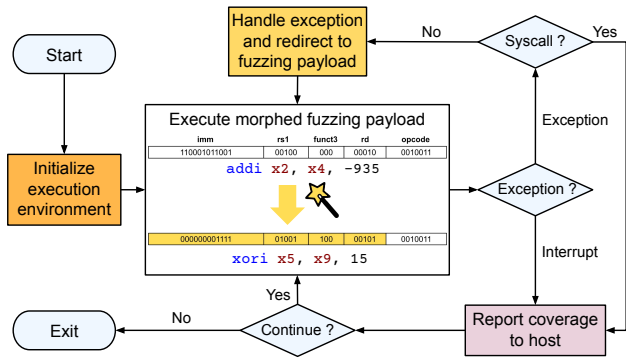 Start
Handle exception
and redirect to
fuzzing payload
No
Syscall ?
Yes
Initialize
execution
environment
Execute morphed fuzzing payload
imm rs1 funct3 rd opcode
110001011001 00100 000 00010 0010011
addi x2, x4, -935
000000001111 01001 100 00101 0010011
xori x5, x9, 15
Exception
Exception ?
Interrupt
Yes
Exit
No
Continue ?
Report coverage
to host